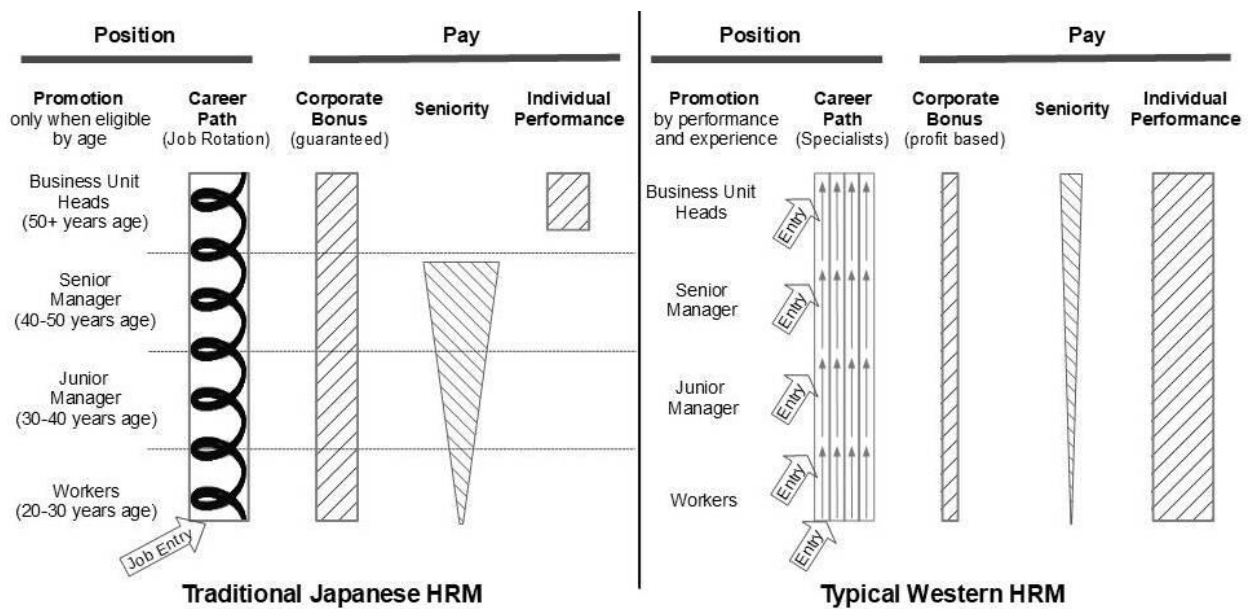 Position
Pay
Promotion
only when eligible
by age
Career
Path
(Job Rotation)
Corporate
Bonus
(guaranteed)
Seniority
Individual
Performance
Business Unit
Heads
(50+ years age)
Senior
Manager
(40-50 years age)
Junior
Manager
(30-40 years age)
Workers
(20-30 years age)
Job Entry
Traditional Japanese HRM
Position
Pay
Promotion
by performance
and experience
Career
Path
(Specialists)
Corporate
Bonus
(profit based)
Seniority
Individual
Performance
Business Unit
Heads
Entry
Senior
Manager
Entry
Junior
Manager
Entry
Workers
Entry
Entry
Typical Western HRM